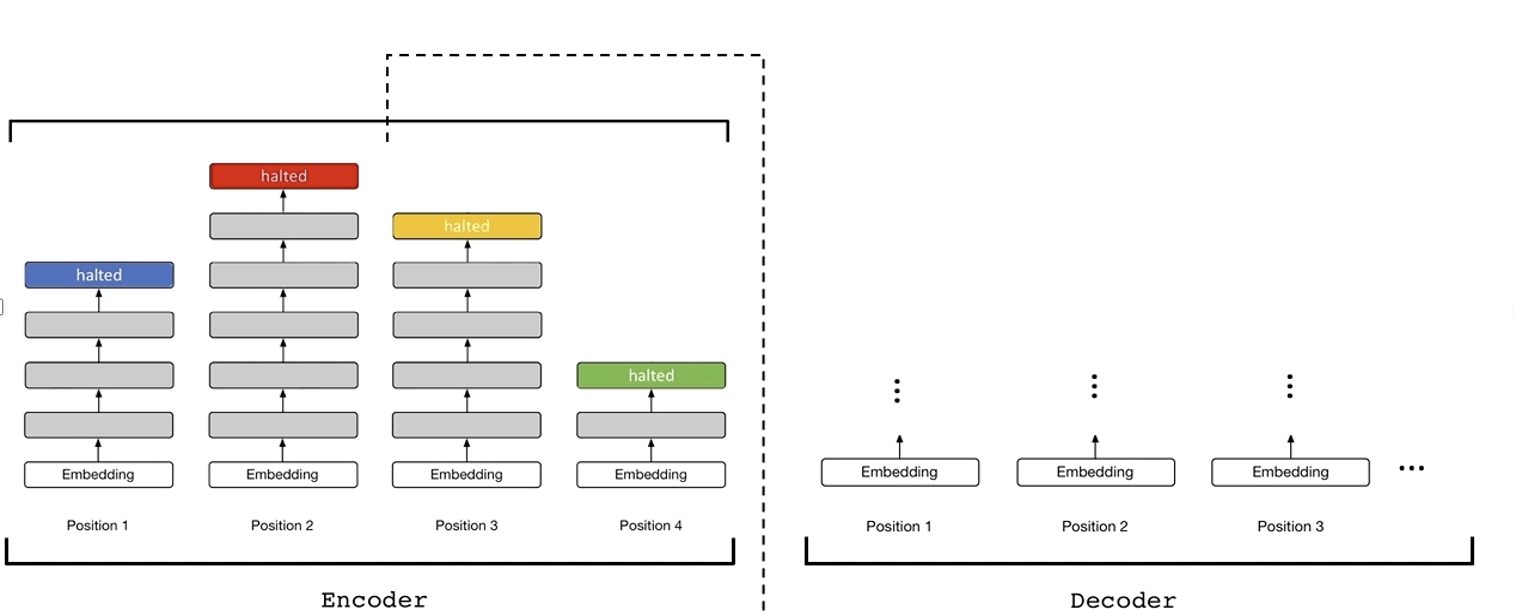 halted
halted
halted
halted
Embedding Embedding Embedding Embedding Embedding Embedding Embedding
Position 1 Position 2 Position 3 Position 4 Position 1 Position 2 Position 3
Encoder Decoder